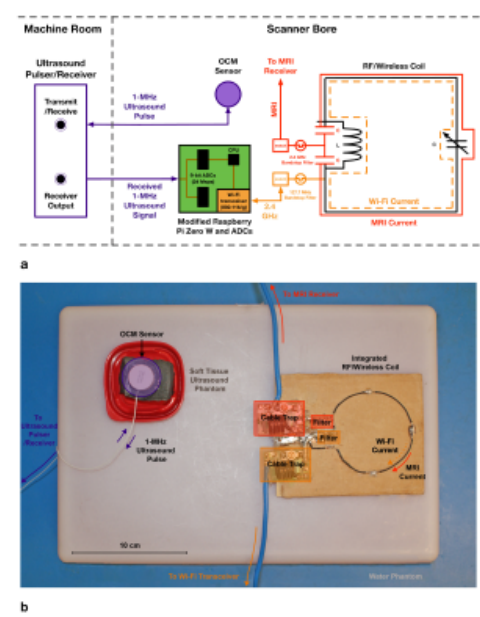 Machine Room
Scanner Bore
Ultrasound
Pulser/Receiver
Transmit
/Receive
Receiver
Output
1-MHz
Ultrasound
Pulse
OCM
Sensor
To MRI
Receiver
MRI
RF/Wireless Coil
Received
1-MHz
Ultrasound
Signal
CPU
Modified Raspberry
Pi Zero W and ADCs
2.4
GHz
Wi-Fi Current
MRI Current
a
To MRI Receiver
OCM Sensor
Soft Tissue
Ultrasound
Phantom
Integrated
RF/Wireless Coil
Cable Trap
Filter
Filter
Cable Trap
Wi-Fi
Current
MRI
Current
To
Ultrasound
Pulser
Receiver
1-MHz
Ultrasound
Pulse
10 cm
To Wi-Fi Transceiver
Water Phantom
b